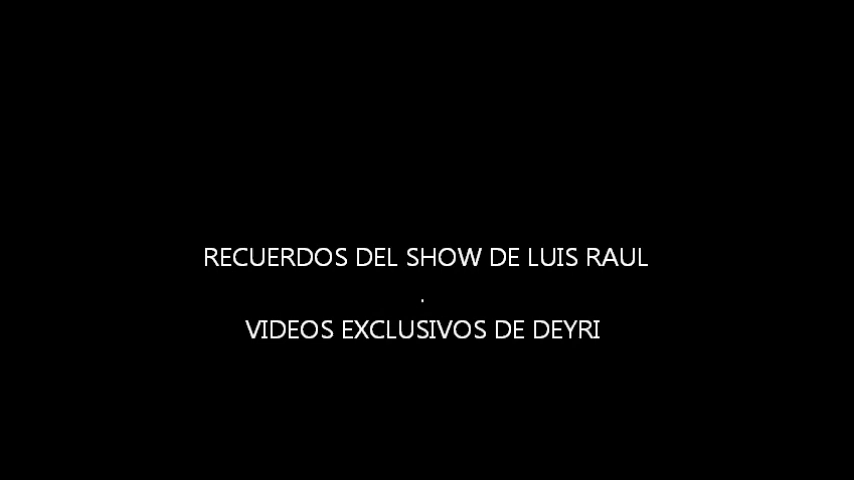 RECUERDOS DEL SHOW DE LUIS RAUL
.
VIDEOS EXCLUSIVOS DE DEYRI